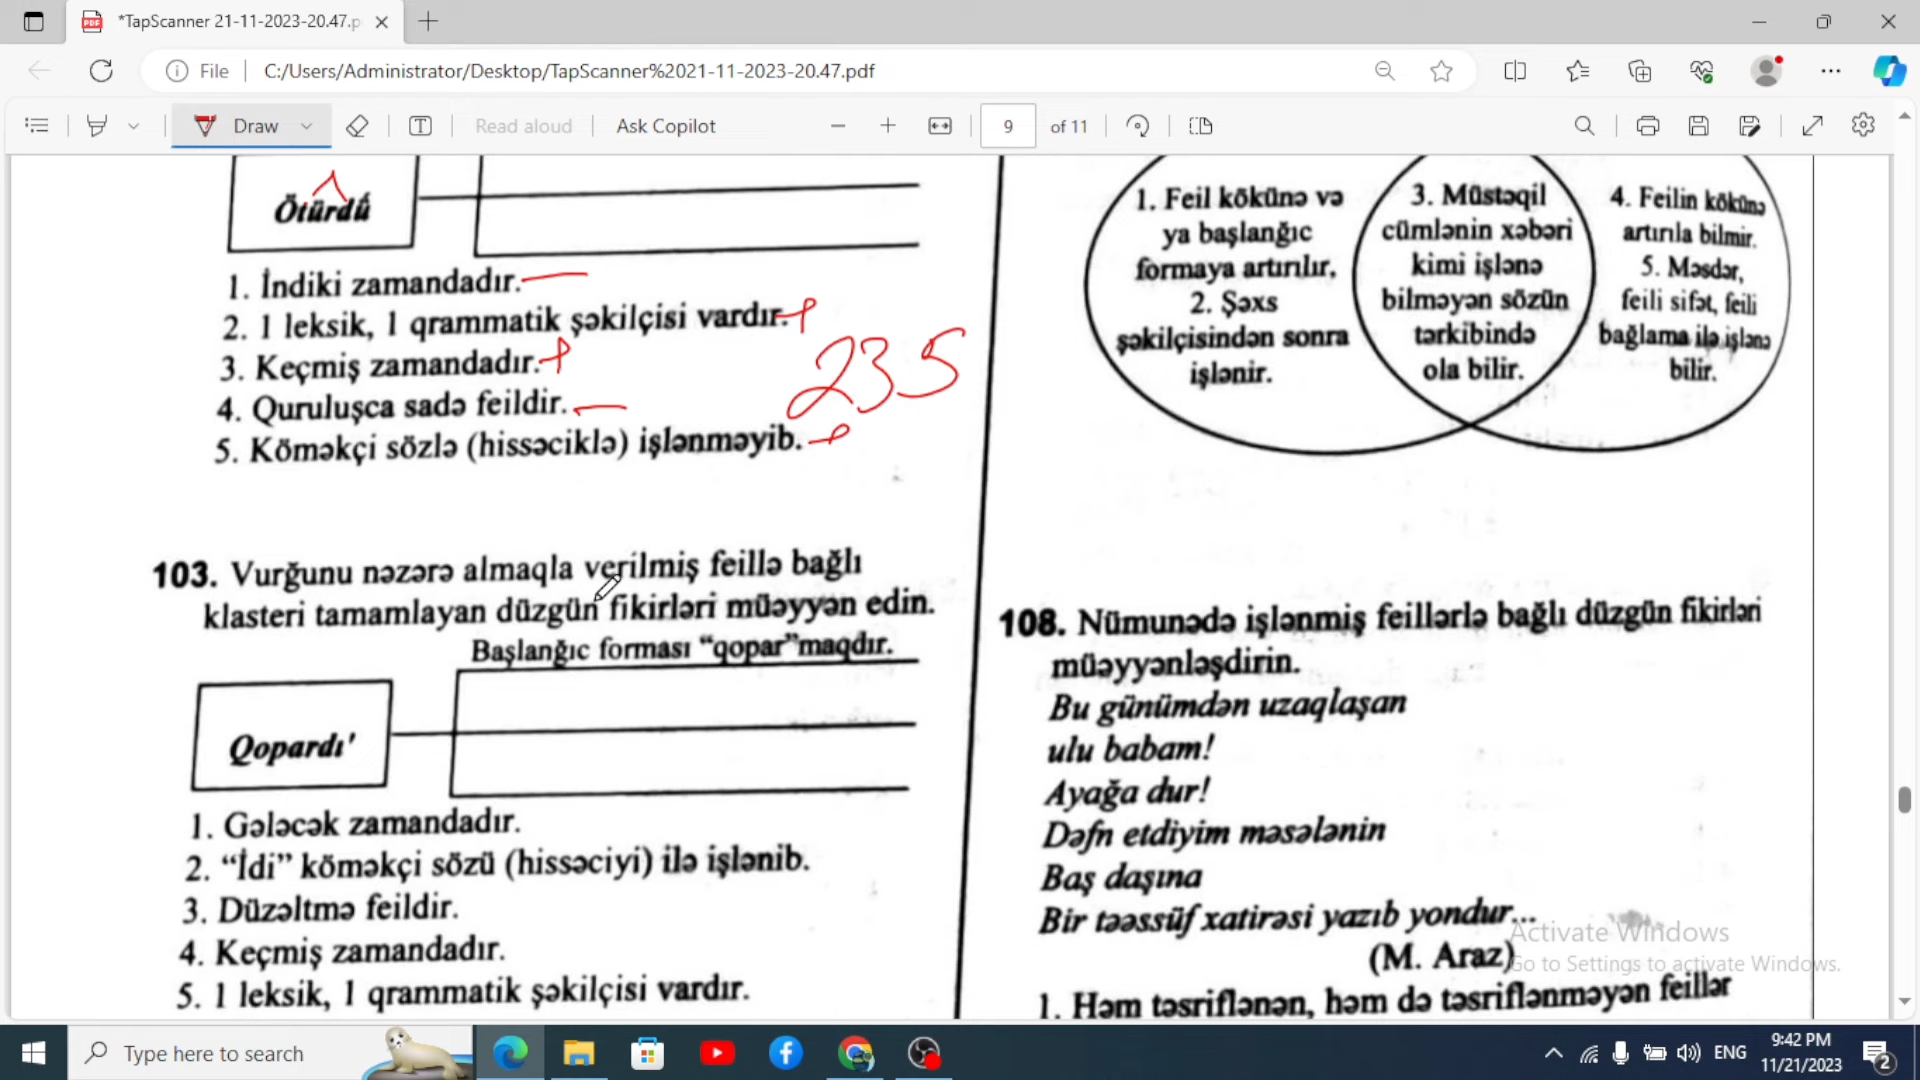 *TapScanner 21-11-2023-20.47.p
File
C:/Users/Administrator/Desktop/TapScanner%2021-11-2023-20.47.pdf
Draw
Read aloud
Ask Copilot
9
of 11
Ötürdǘ
1. İndiki zamandadır.
2. 1 leksik, 1 qrammatik şəkilçisi vardır. +
3. Keçmiş zamandadır. +
4. Quruluşca sadə feildir.
5. Köməkçi sözlə (hissəciklə) işlənməyib. +
235
103. Vurğunu nəzərə almaqla verilmiş feillə bağlı
klasteri tamamlayan düzgün fikirləri müəyyən edin.
Başlanğıc forması “qopar”maqdır.
Qopardı'
1. Gələcək zamandadır.
2. “İdi” köməkçi sözü (hissəciyi) ilə işlənib.
3. Düzəltmə feildir.
4. Keçmiş zamandadır.
5. 1 leksik, 1 qrammatik şəkilçisi vardır.
1. Feil kökünə və
ya başlanğıc
formaya artırılır,
2. Şəxs
şəkilçisindən sonra
işlənir.
3. Müstəqil
cümlənin xəbəri
kimi işlənə
bilməyən sözün
tərkibində
ola bilir.
4. Feilin kökünə
artırıla bilmir.
5. Məsdər,
feili sifət, feili
bağlama ilə işlənə
bilir.
108. Nümunədə işlənmiş feillərlə bağlı düzgün fikirləri
müəyyənləşdirin.
Bu günümdən uzaqlaşan
ulu babam!
Ayağa dur!
Dəfn etdiyim məsələnin
Baş daşına
Bir təəssüf xatirəsi yazıb yondur...
(M. Araz)
1. Həm təsriflənən, həm də təsriflənməyən feillər
Activate Windows
Go to Settings to activate Windows.
Type here to search
ENG
9:42 PM
11/21/2023
2